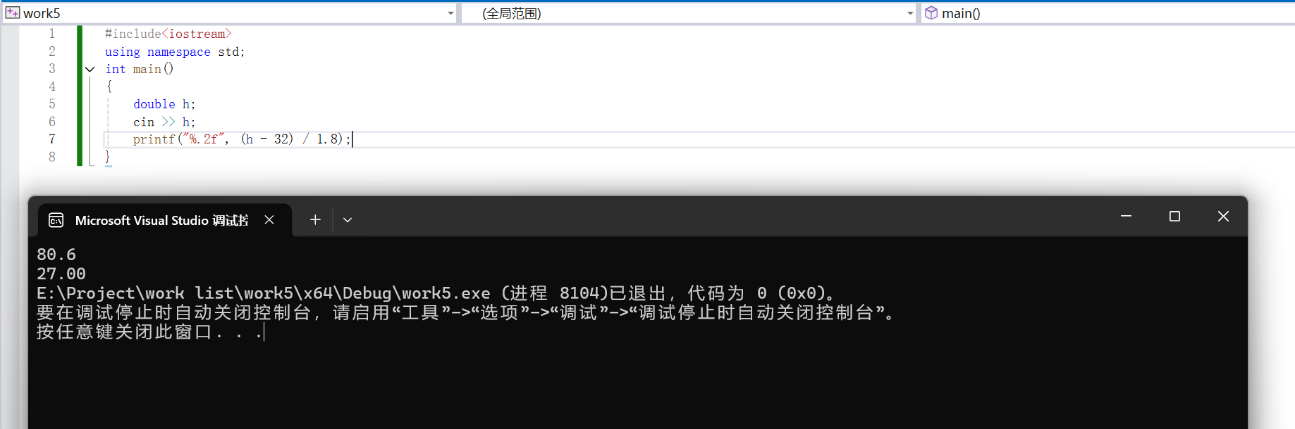 work5 (全局范围) main()
1 #include<iostream>
2 using namespace std;
3 int main()
4 {
5 double h;
6 cin >> h;
7 printf("%.2f", (h - 32) / 1.8);
8 }
Microsoft Visual Studio 调试控
80.6
27.00
E:\Project\work list\work5\x64\Debug\work5.exe (进程 8104)已退出，代码为 0 (0x0)。
要在调试停止时自动关闭控制台，请启用“工具”->“选项”->“调试”->“调试停止时自动关闭控制台”。
按任意键关闭此窗口. . .